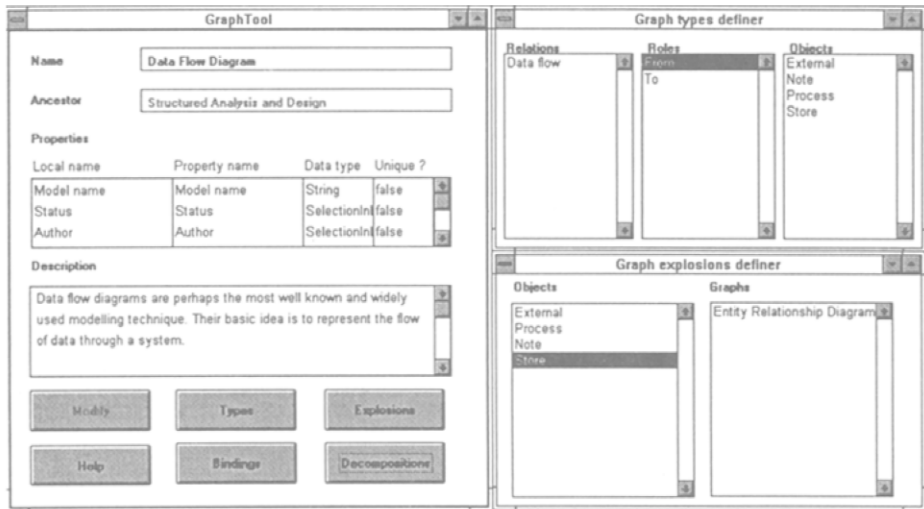 GraphTool
Name
Data Flow Diagram
Ancestor
Structured Analysis and Design
Properties
Local name Property name Data type Unique ?
Model name Model name String false
Status Status SelectionInl false
Author Author SelectionInl false
Description
Data flow diagrams are perhaps the most well known and widely
used modelling technique. Their basic idea is to represent the flow
of data through a system.
Modify Types Explosions
Help Bindings Decompositions
Graph types definer
Relations Roles Objects
Data flow From External
To Note
Process
Store
Graph explosions definer
Objects Graphs
External Entity Relationship Diagram
Process
Note
Store